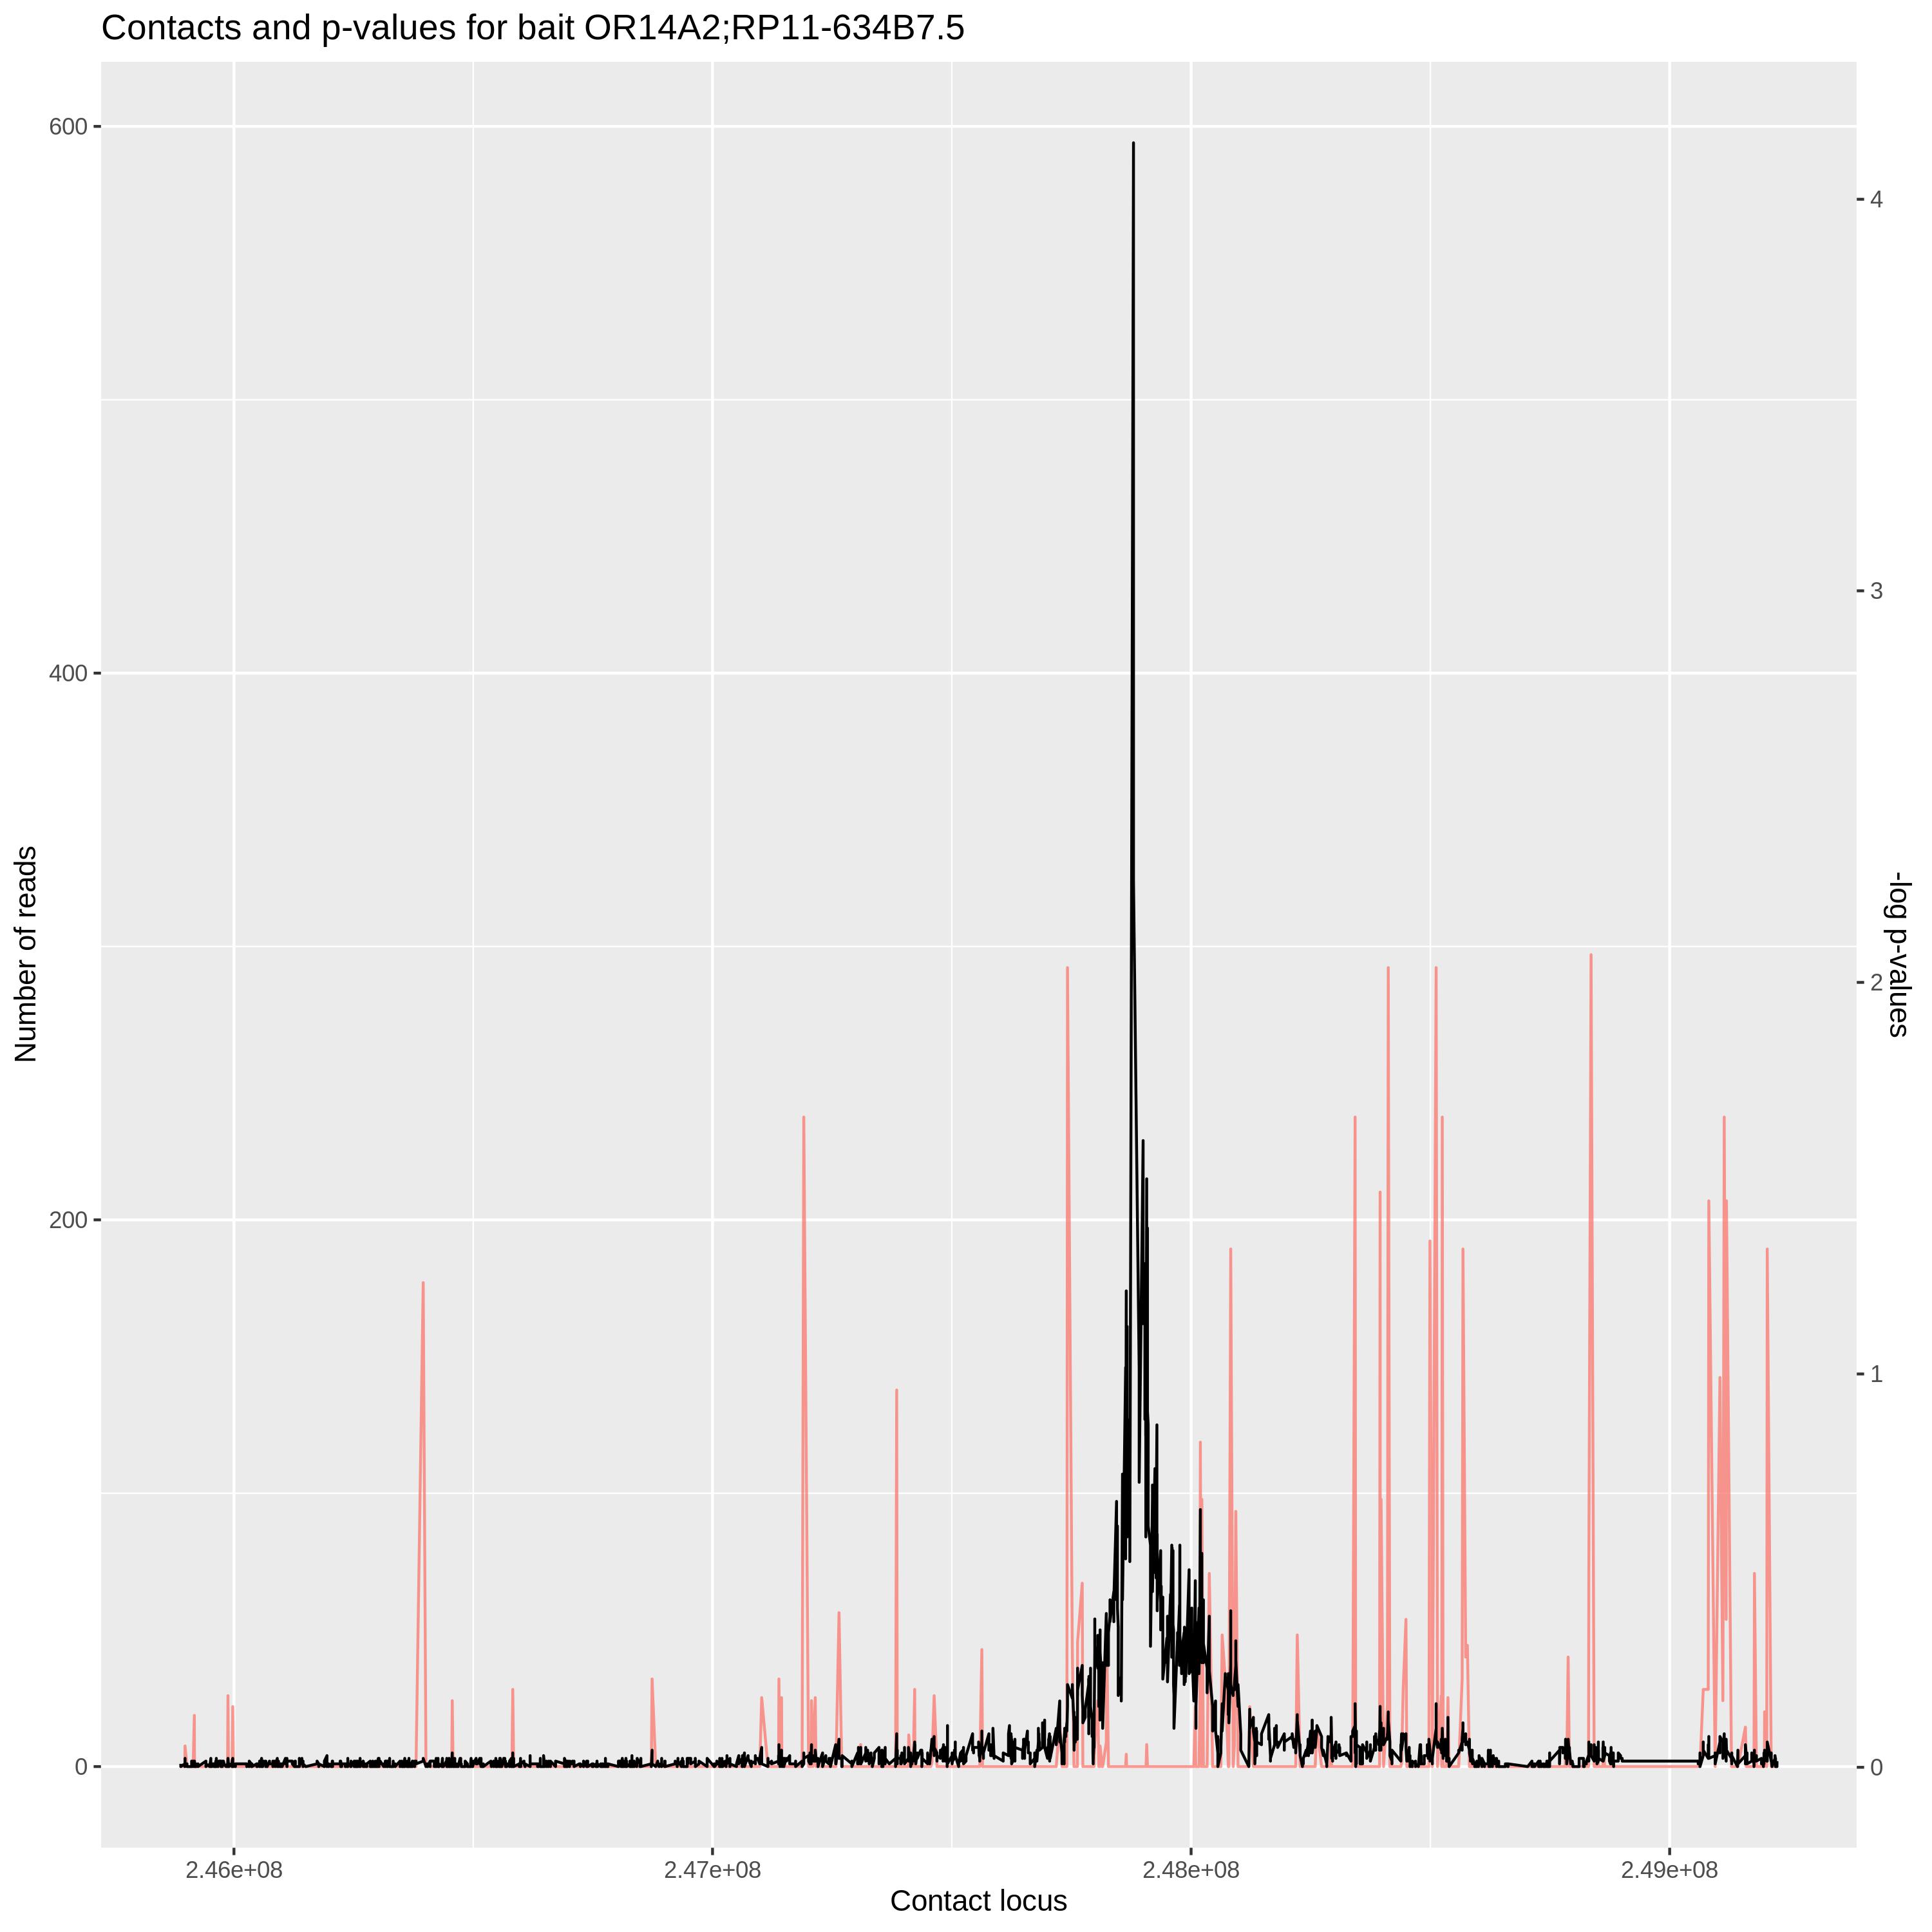 Contacts and p-values for bait OR14A2;RP11-634B7.5
600
400
200
0
4
3
2
1
0
Number of reads
-log p-values
2.46e+08 2.47e+08 2.48e+08 2.49e+08
Contact locus